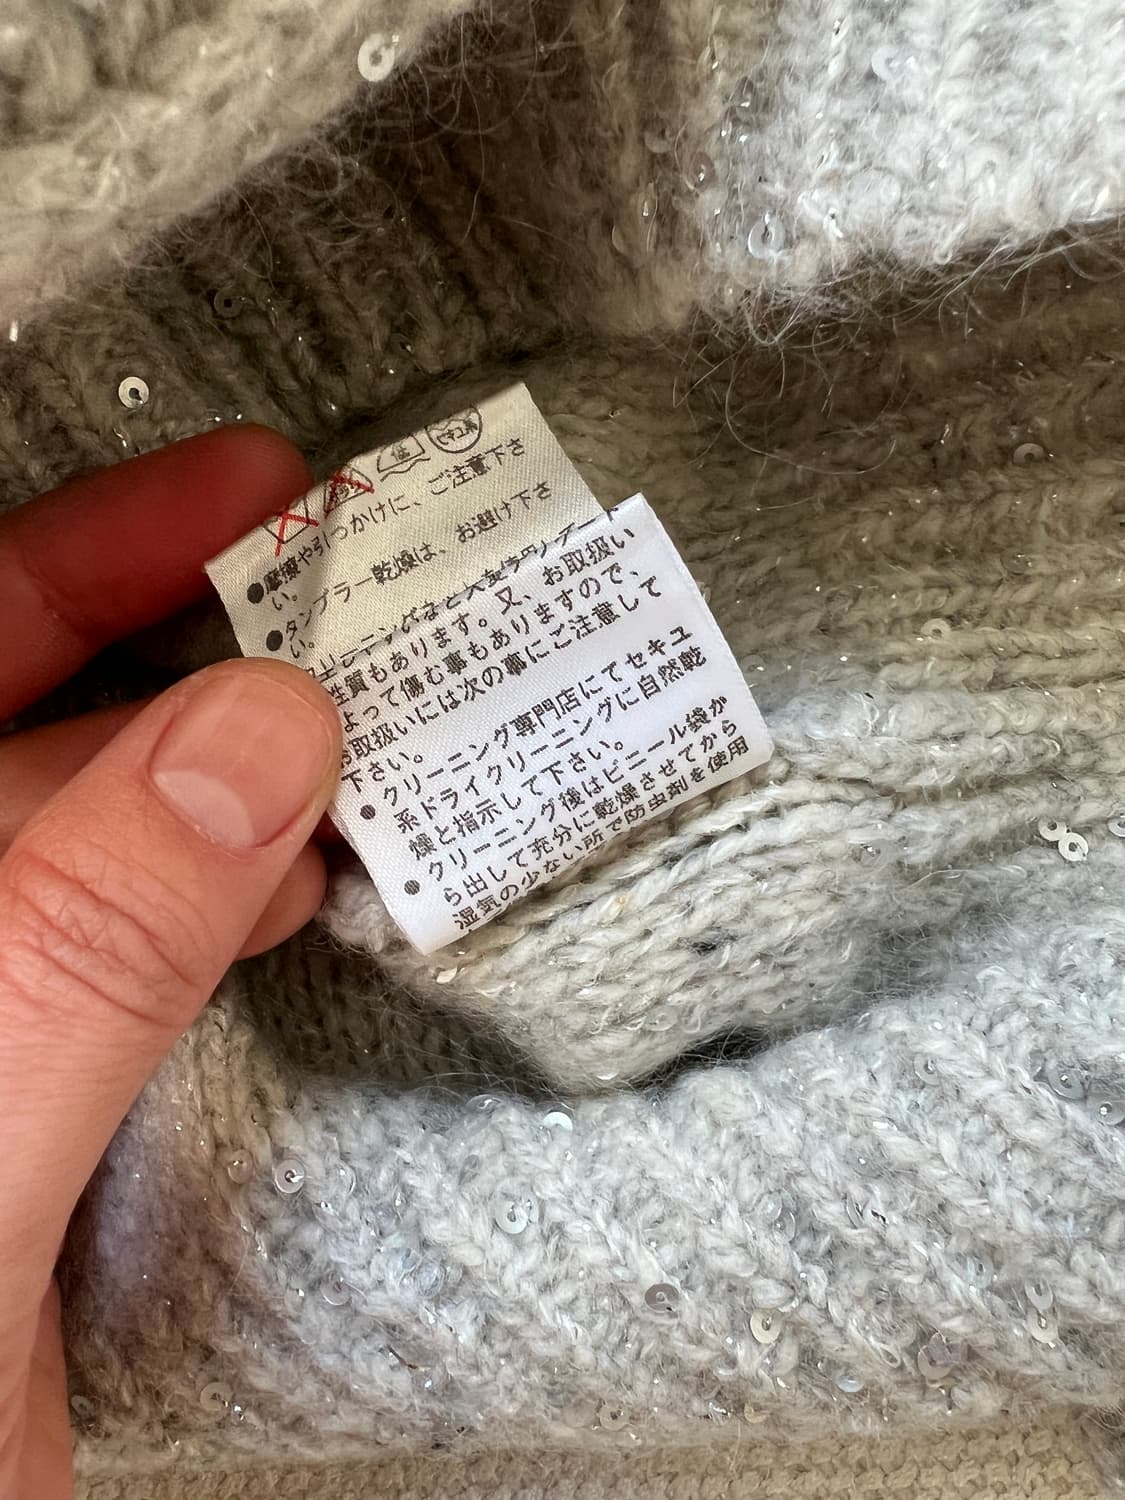 低
セキユ系
●摩擦や引つかけに、ご注意下さ
い。
●タンブラー乾燥は、お避け下さ
い。
性質もあります。又、お取扱い
よって傷む事もありますので、
お取扱いには次の事にご注意して
下さい。
●クリーニング専門店にてセキユ
系ドライクリーニングに自然乾
燥と指示して下さい。
●クリーニング後はビニール袋か
ら出して充分に乾燥させてから
湿気の少ない所で防虫剤を使用